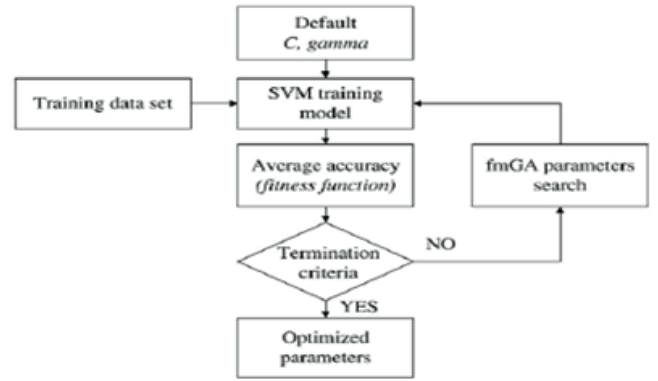 Default
C, gamma
Training data set
SVM training
model
Average accuracy
(fitness function)
fmGA parameters
search
Termination
criteria
NO
YES
Optimized
parameters